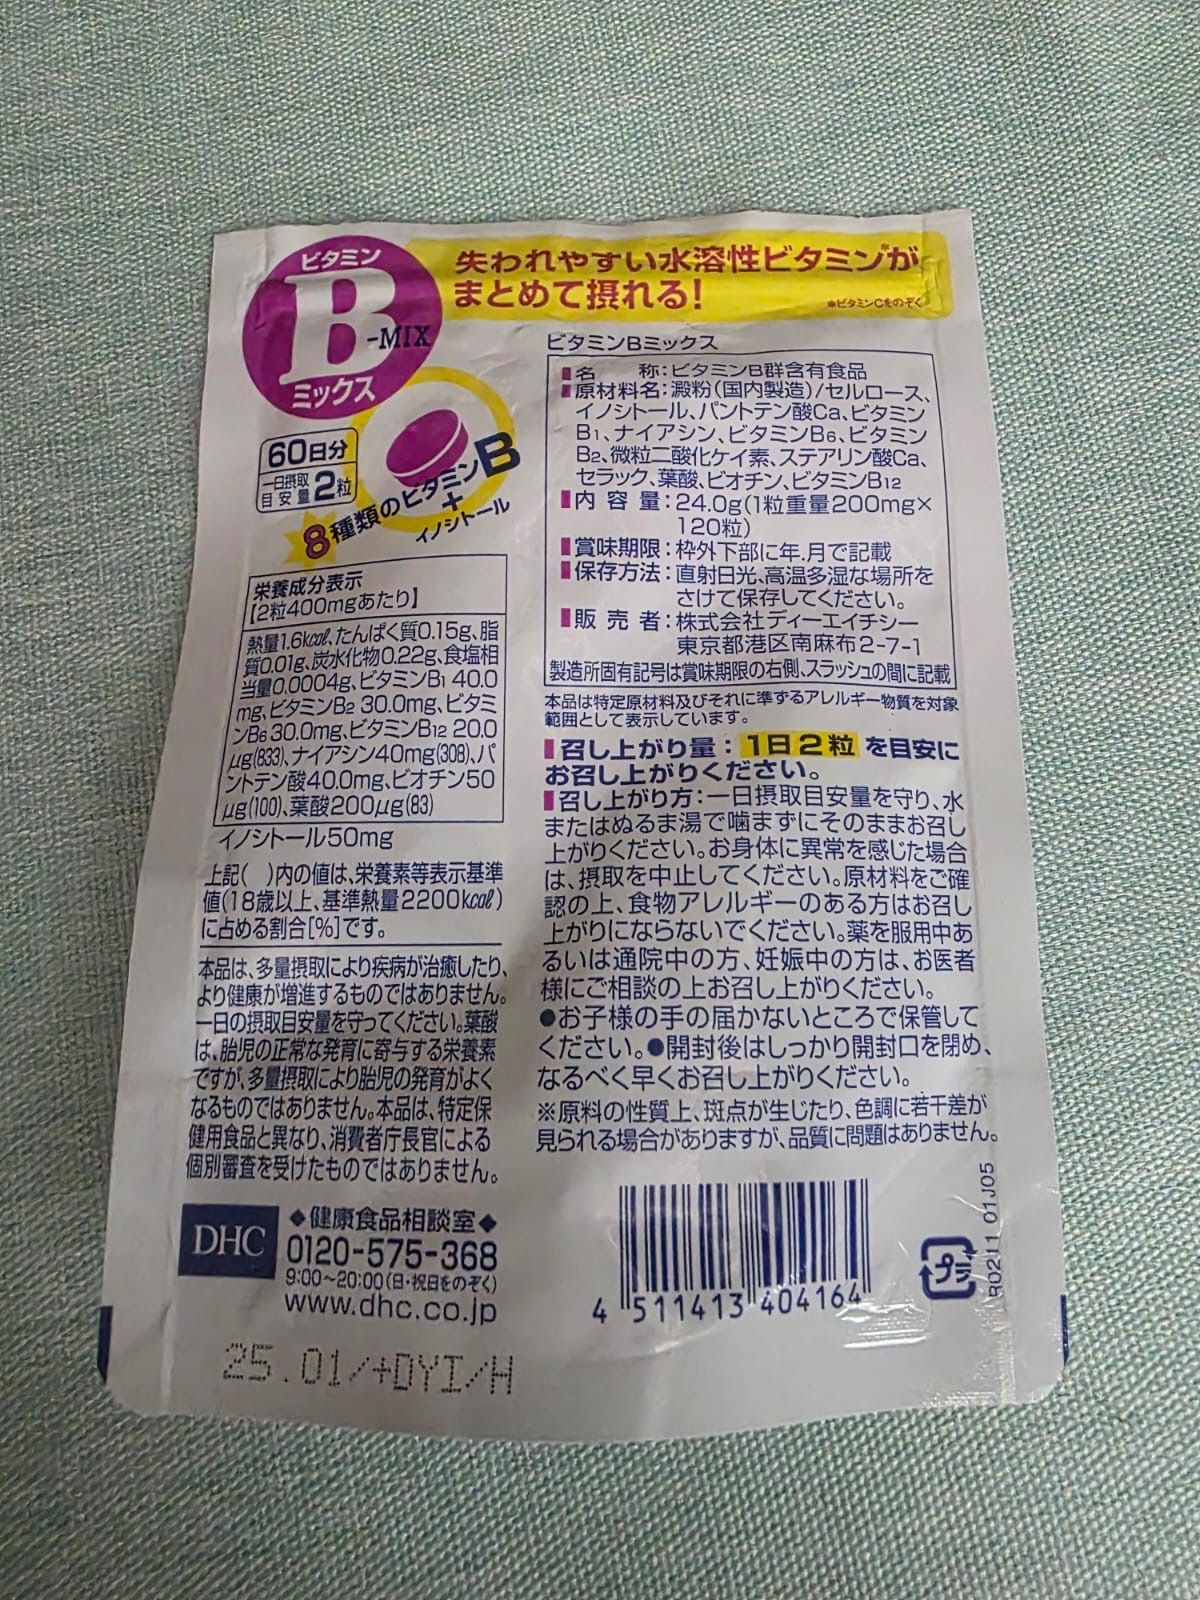 ビタミン
B
-MIX
ミックス
失われやすい水溶性ビタミン※が
まとめて摂れる!
※ビタミンCをのぞく
60日分
一日摂取
目安量
2粒
8種類のビタミンB
+
イノシトール
栄養成分表示
【2粒400mgあたり】
熱量1.6kcal、たんぱく質0.15g、脂
質0.01g、炭水化物0.22g、食塩相
当量0.0004g、ビタミンB1 40.0
mg、ビタミンB2 30.0mg、ビタミ
ンB6 30.0mg、ビタミンB12 20.0
μg(833)、ナイアシン40mg(308)、パ
ントテン酸40.0mg、ビオチン50
μg(100)、葉酸200μg(83)
イノシトール50mg
上記( )内の値は、栄養素等表示基準
値(18歳以上、基準熱量2200kcal)
に占める割合[%]です。
本品は、多量摂取により疾病が治癒したり、
より健康が増進するものではありません。
一日の摂取目安量を守ってください。葉酸
は、胎児の正常な発育に寄与する栄養素
ですが、多量摂取により胎児の発育がよく
なるものではありません。本品は、特定保
健用食品と異なり、消費者庁長官による
個別審査を受けたものではありません。
DHC
◆健康食品相談室◆
0120-575-368
9:00~20:00(日・祝日をのぞく)
www.dhc.co.jp
25.01/+DYI/H
ビタミンBミックス
名 称:ビタミンB群含有食品
原材料名:澱粉(国内製造)/セルロース、
イノシトール、パントテン酸Ca、ビタミン
B1、ナイアシン、ビタミンB6、ビタミン
B2、微粒二酸化ケイ素、ステアリン酸Ca、
セラック、葉酸、ビオチン、ビタミンB12
内容量:24.0g(1粒重量200mg×
120粒)
賞味期限:枠外下部に年.月で記載
保存方法:直射日光、高温多湿な場所を
さけて保存してください。
販売者:株式会社ディーエイチシー
東京都港区南麻布2-7-1
製造所固有記号は賞味期限の右側、スラッシュの間に記載
本品は特定原材料及びそれに準ずるアレルギー物質を対象
範囲として表示しています。
召し上がり量:1日2粒を目安に
お召し上がりください。
召し上がり方:一日摂取目安量を守り、水
またはぬるま湯で噛まずにそのままお召し
上がりください。お身体に異常を感じた場合
は、摂取を中止してください。原材料をご確
認の上、食物アレルギーのある方はお召し
上がりにならないでください。薬を服用中あ
るいは通院中の方、妊娠中の方は、お医者
様にご相談の上お召し上がりください。
●お子様の手の届かないところで保管して
ください。●開封後はしっかり開封口を閉め、
なるべく早くお召し上がりください。
※原料の性質上、斑点が生じたり、色調に若干差が
見られる場合がありますが、品質に問題はありません。
4 511413 404164
プラ
R0211 01J05